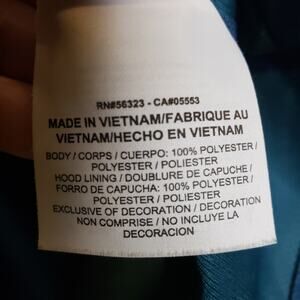 RN#56323 - CA#05553
MADE IN VIETNAM/FABRIQUE AU
VIETNAM/HECHO EN VIETNAM
BODY / CORPS / CUERPO: 100% POLYESTER /
POLYESTER / POLIESTER
HOOD LINING / DOUBLURE DE CAPUCHE /
FORRO DE CAPUCHA: 100% POLYESTER /
POLYESTER / POLIESTER
EXCLUSIVE OF DECORATION / DECORATION
NON COMPRISE / NO INCLUYE LA
DECORACION